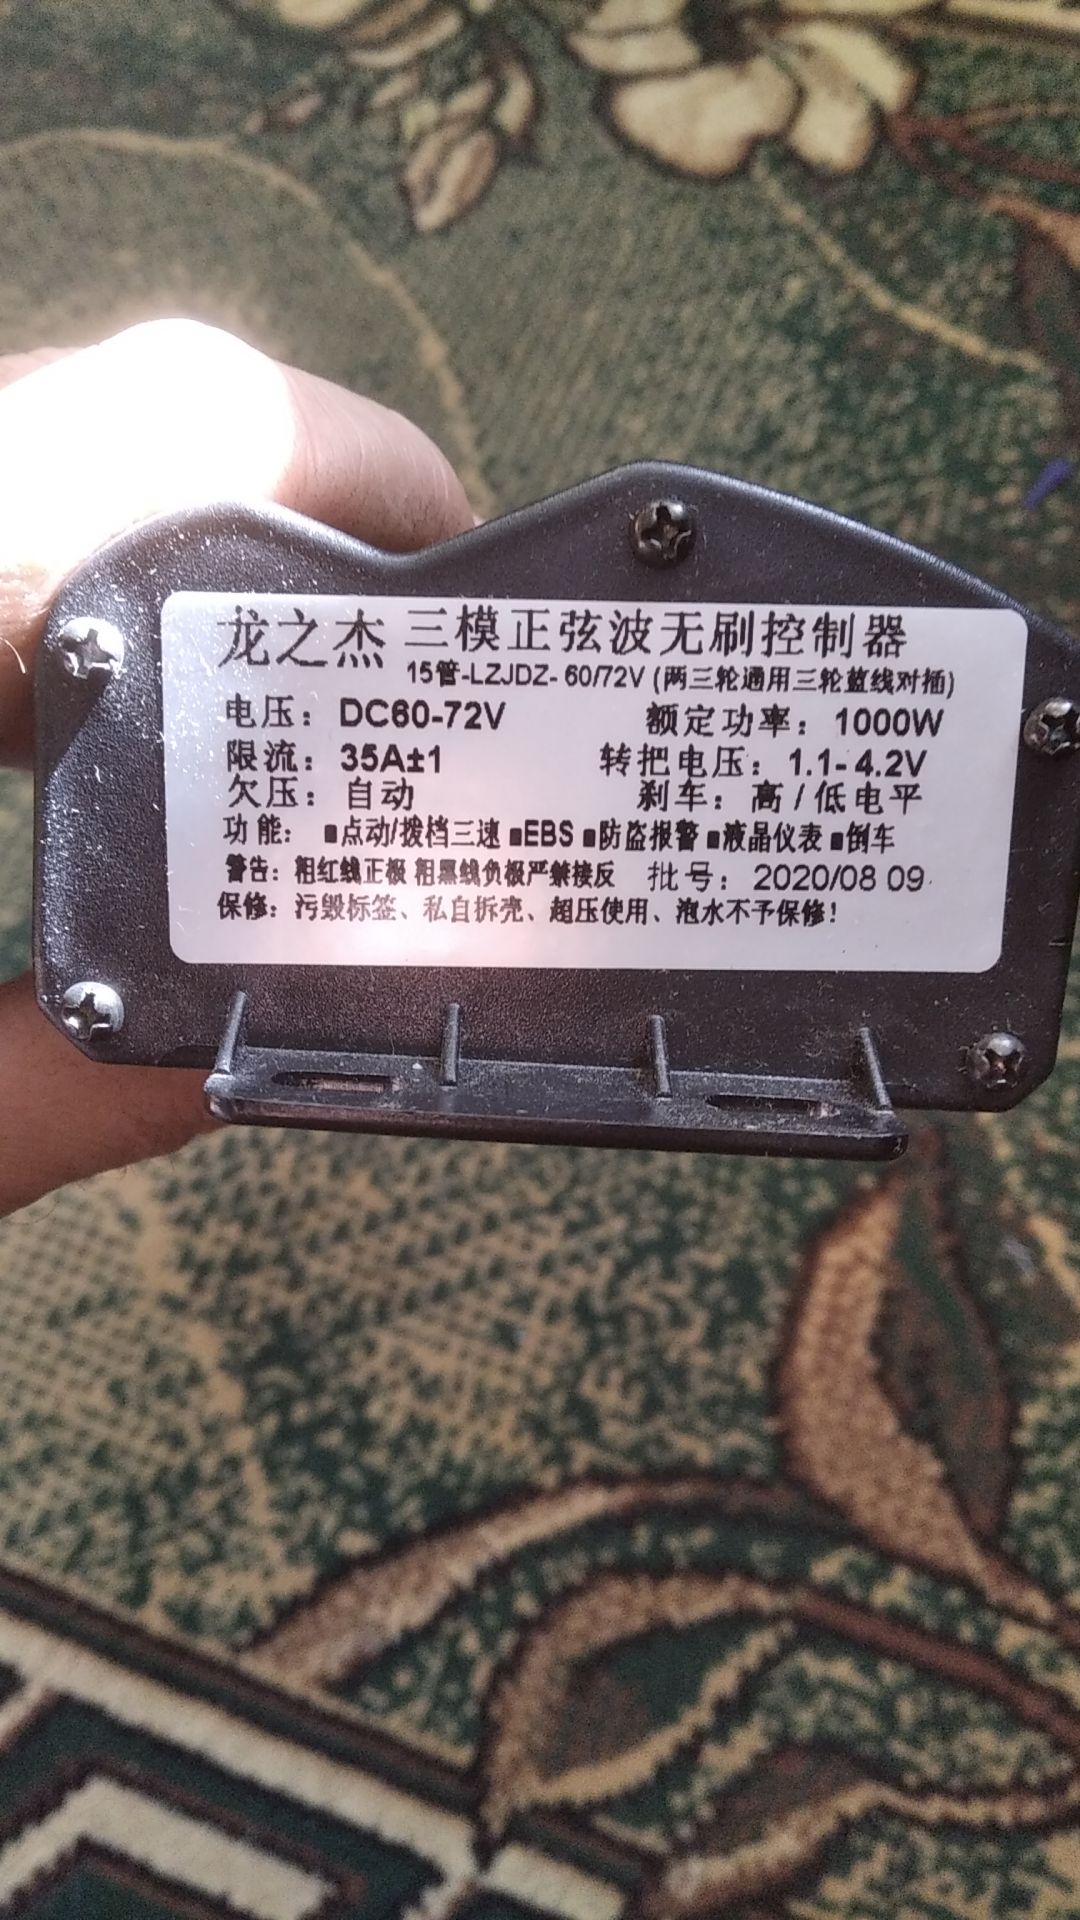 龙之杰 三模正弦波无刷控制器
15管-LZJDZ- 60/72V (两三轮通用三轮蓝线对插)
电压: DC60-72V 额定功率: 1000W
限流: 35A±1 转把电压: 1.1-4.2V
欠压: 自动 刹车: 高/低电平
功能: ■点动/拨档三速 ■EBS ■防盗报警 ■液晶仪表 ■倒车
警告: 粗红线正极 粗黑线负极严禁接反 批号: 2020/08 09
保修: 污毁标签、私自拆壳、超压使用、泡水不予保修!